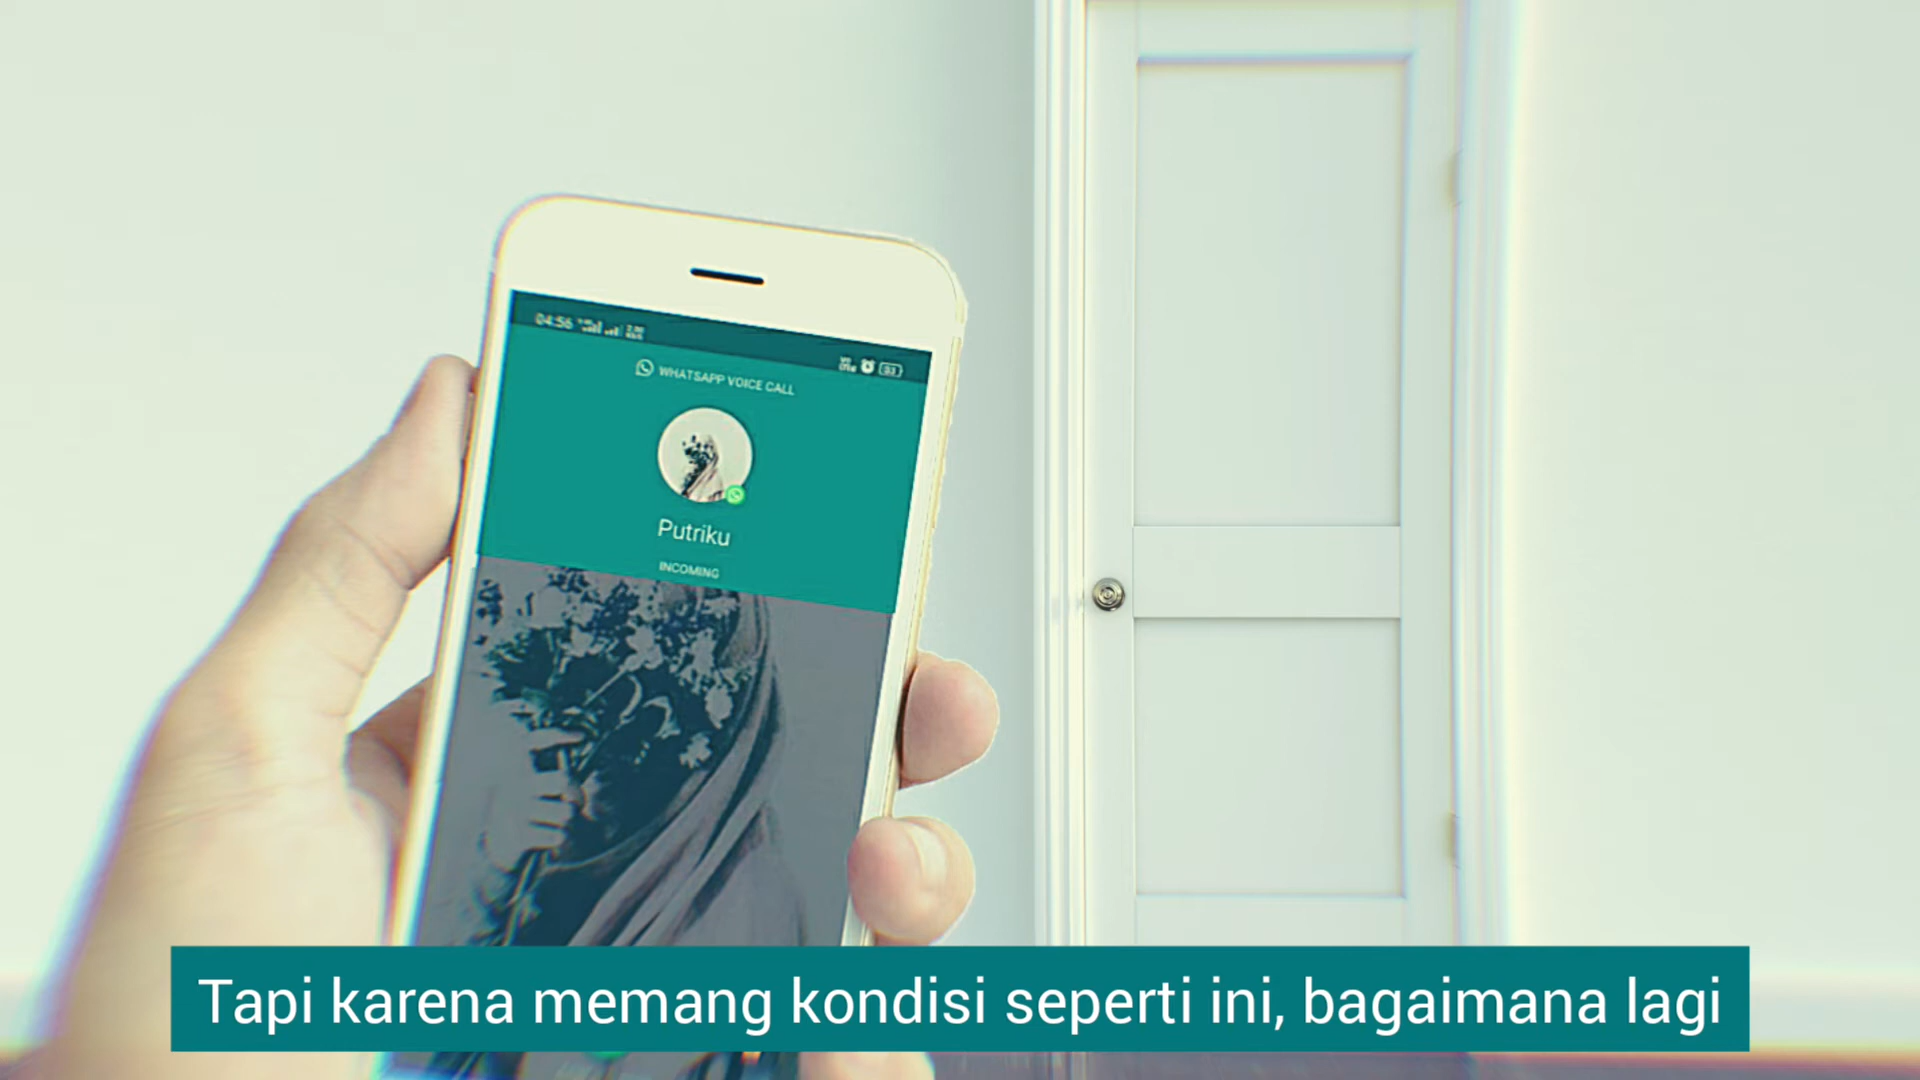 04:56
WHATSAPP VOICE CALL
Putriku
INCOMING
Tapi karena memang kondisi seperti ini, bagaimana lagi